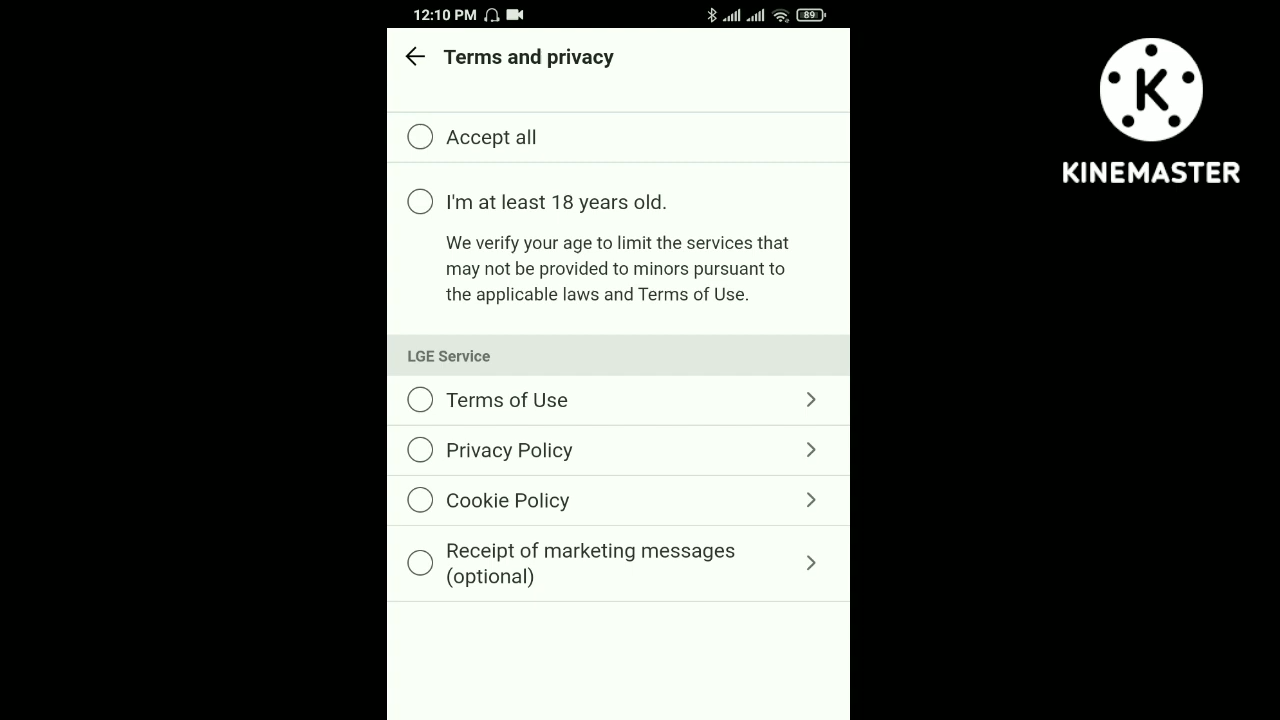 12:10 PM 89
Terms and privacy
Accept all
I'm at least 18 years old.
We verify your age to limit the services that
may not be provided to minors pursuant to
the applicable laws and Terms of Use.
LGE Service
Terms of Use
Privacy Policy
Cookie Policy
Receipt of marketing messages
(optional)
K
KINEMASTER